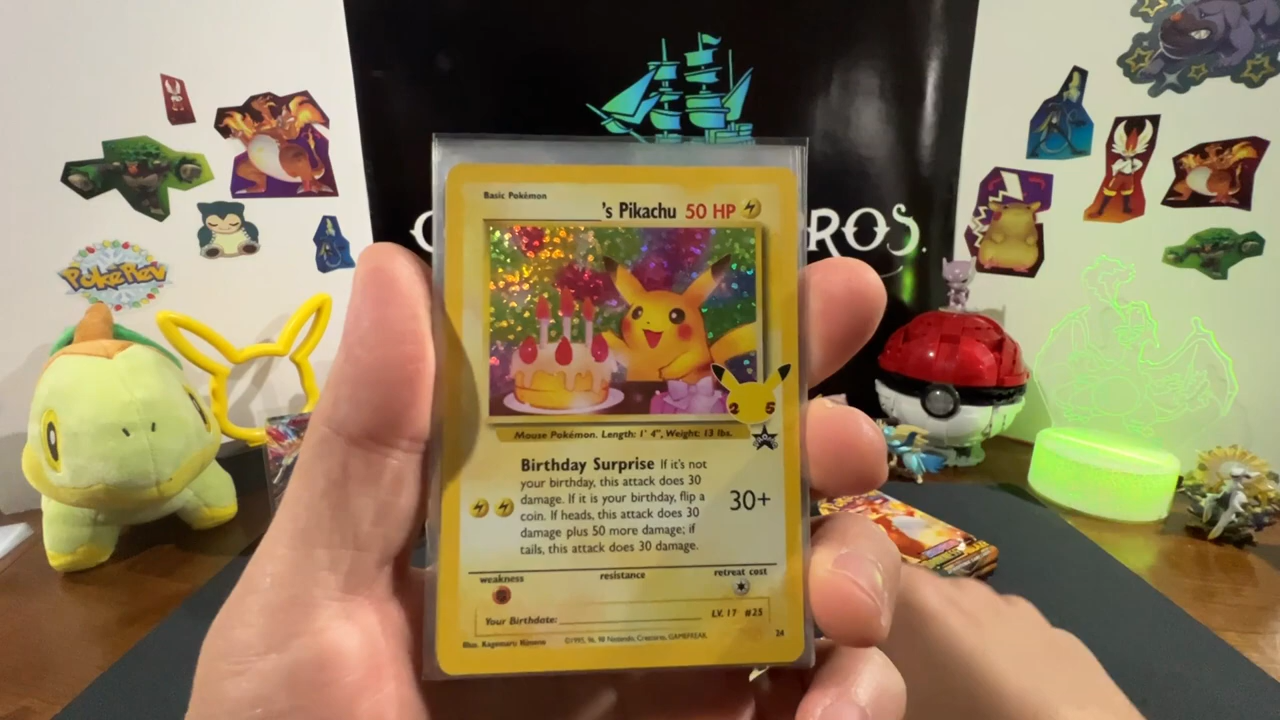 PokeRev
ROS.
Basic Pokémon
's Pikachu 50 HP
25
Mouse Pokémon. Length: 1' 4", Weight: 13 lbs.
PROMO
Birthday Surprise If it's not
your birthday, this attack does 30
damage. If it is your birthday, flip a
coin. If heads, this attack does 30
damage plus 50 more damage; if
tails, this attack does 30 damage.
30+
weakness resistance retreat cost
Your Birthdate: LV. 17 #25
Illus. Kagemaru Himeno ©1995, 96, 98 Nintendo, Creatures, GAMEFREAK. 24